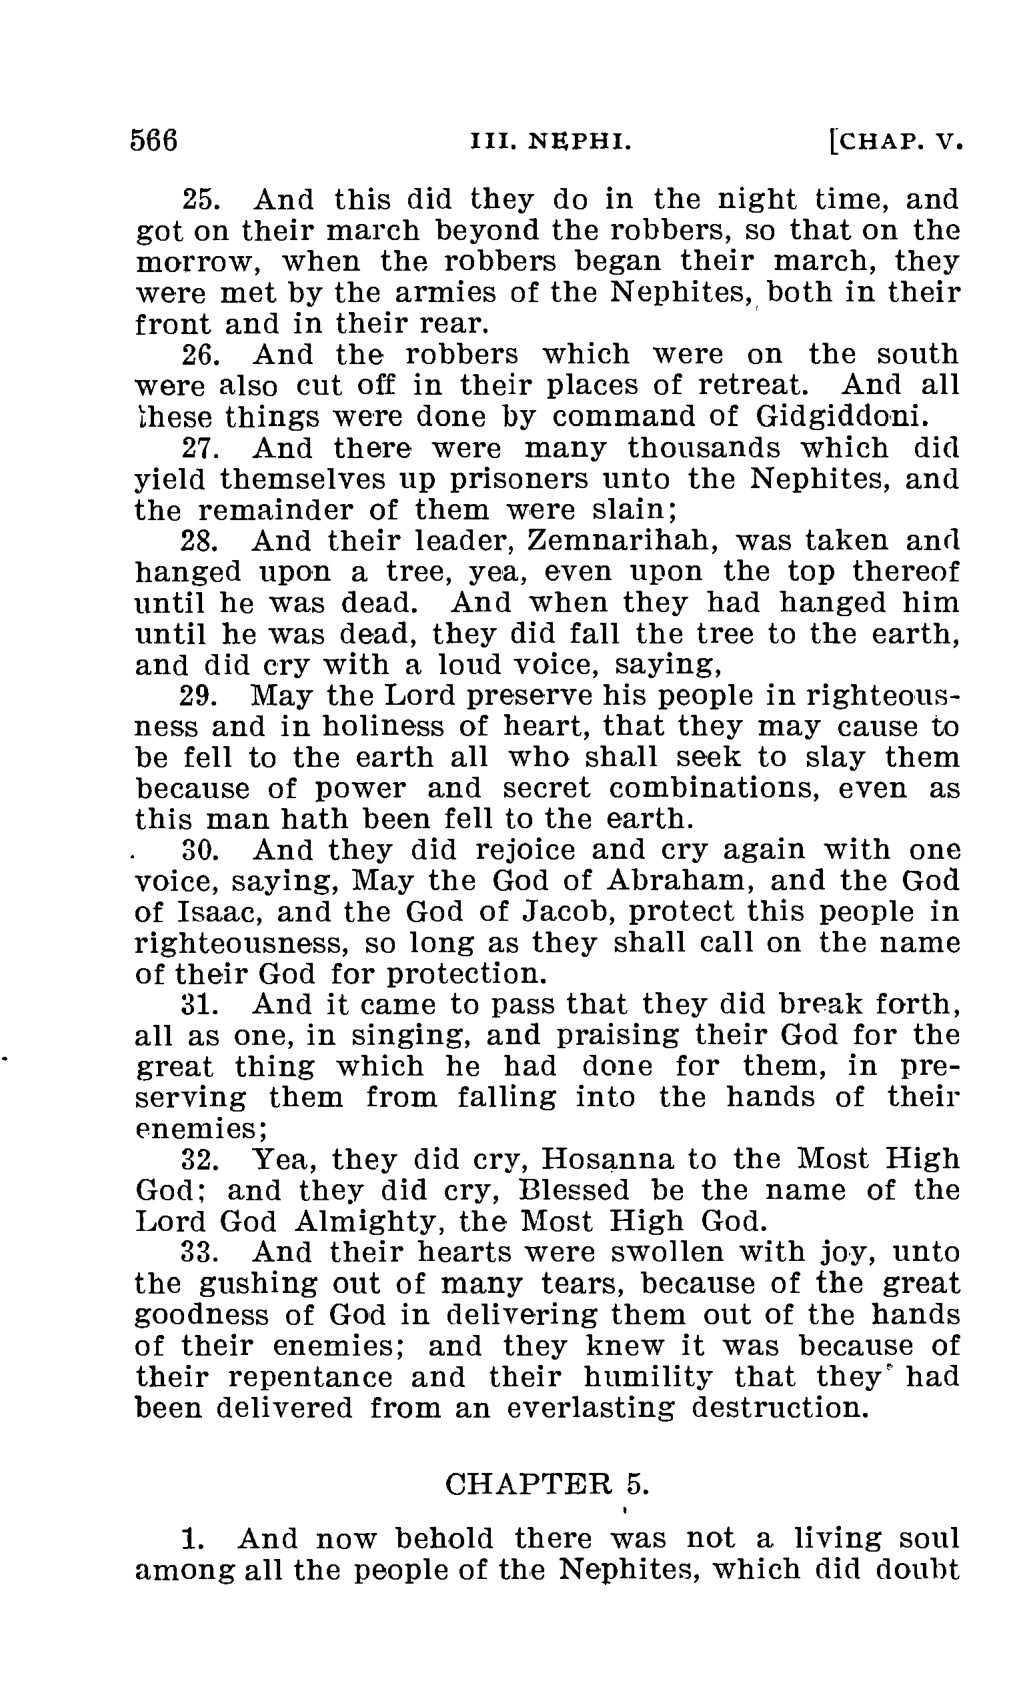 566 III. NEPHI. [CHAP. V.
25. And this did they do in the night time, and
got on their march beyond the robbers, so that on the
morrow, when the robbers began their march, they
were met by the armies of the Nephites, both in their
front and in their rear.
26. And the robbers which were on the south
were also cut off in their places of retreat. And all
these things were done by command of Gidgiddoni.
27. And there were many thousands which did
yield themselves up prisoners unto the Nephites, and
the remainder of them were slain;
28. And their leader, Zemnarihah, was taken and
hanged upon a tree, yea, even upon the top thereof
until he was dead. And when they had hanged him
until he was dead, they did fall the tree to the earth,
and did cry with a loud voice, saying,
29. May the Lord preserve his people in righteous-
ness and in holiness of heart, that they may cause to
be fell to the earth all who shall seek to slay them
because of power and secret combinations, even as
this man hath been fell to the earth.
30. And they did rejoice and cry again with one
voice, saying, May the God of Abraham, and the God
of Isaac, and the God of Jacob, protect this people in
righteousness, so long as they shall call on the name
of their God for protection.
31. And it came to pass that they did break forth,
all as one, in singing, and praising their God for the
great thing which he had done for them, in pre-
serving them from falling into the hands of their
enemies;
32. Yea, they did cry, Hosanna to the Most High
God; and they did cry, Blessed be the name of the
Lord God Almighty, the Most High God.
33. And their hearts were swollen with joy, unto
the gushing out of many tears, because of the great
goodness of God in delivering them out of the hands
of their enemies; and they knew it was because of
their repentance and their humility that they had
been delivered from an everlasting destruction.
CHAPTER 5.
1. And now behold there was not a living soul
among all the people of the Nephites, which did doubt